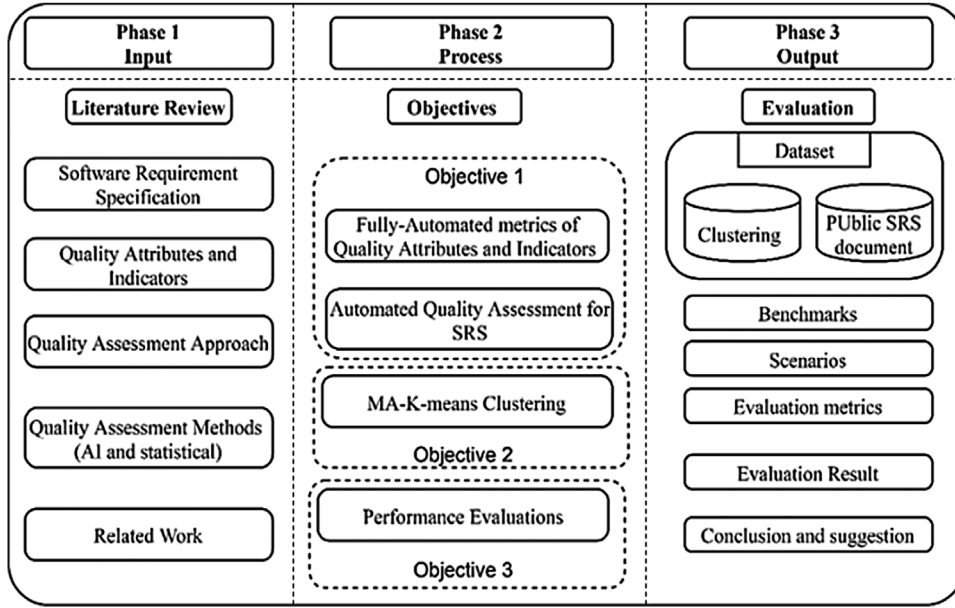 Phase 1
Input
Literature Review
Software Requirement
Specification
Quality Attributes and
Indicators
Quality Assessment Approach
Quality Assessment Methods
(AI and statistical)
Related Work
Phase 2
Process
Objectives
Objective 1
Fully-Automated metrics of
Quality Attributes and Indicators
Automated Quality Assessment for
SRS
MA-K-means Clustering
Objective 2
Performance Evaluations
Objective 3
Phase 3
Output
Evaluation
Dataset
Clustering
PUblic SRS
document
Benchmarks
Scenarios
Evaluation metrics
Evaluation Result
Conclusion and suggestion